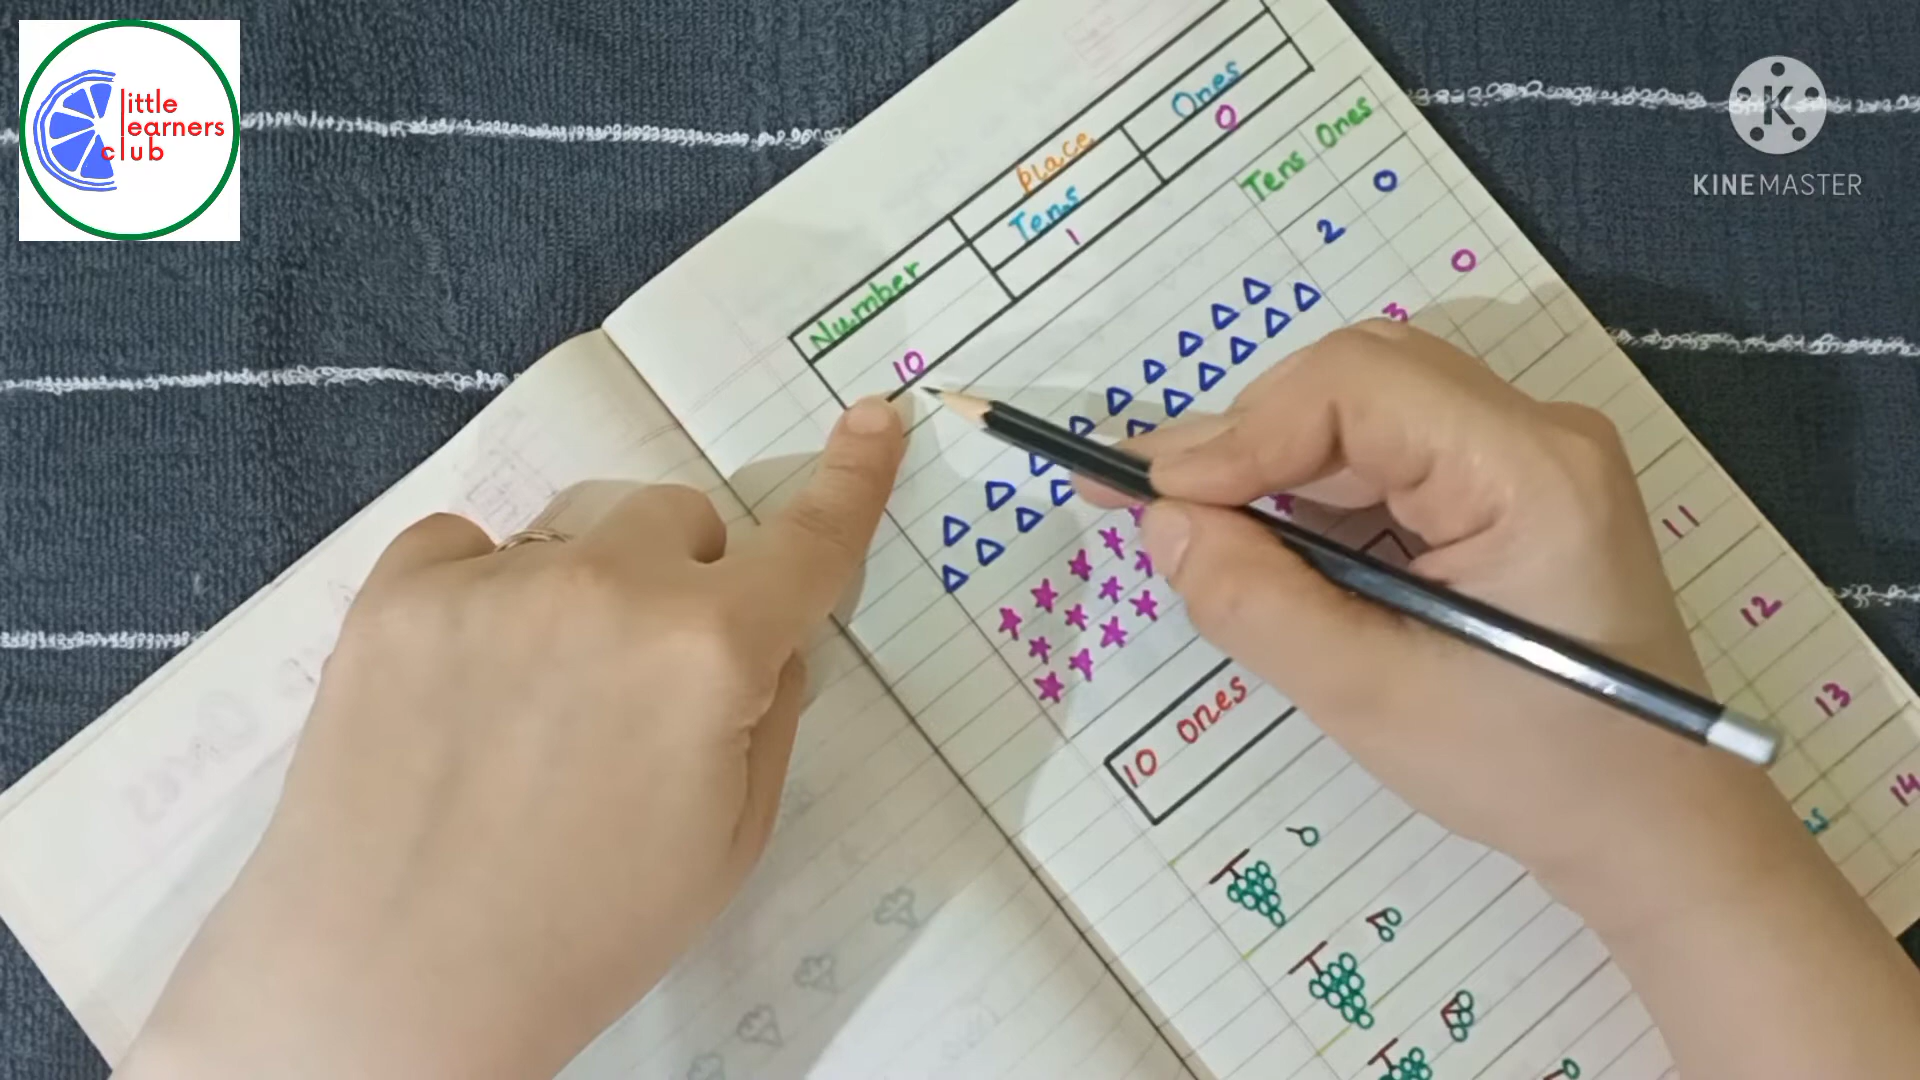 little
learners
club
KINEMASTER
Number place
Tens Ones
10 1 0
Tens Ones
2 0
3 0
10 ones
11
12
13
14